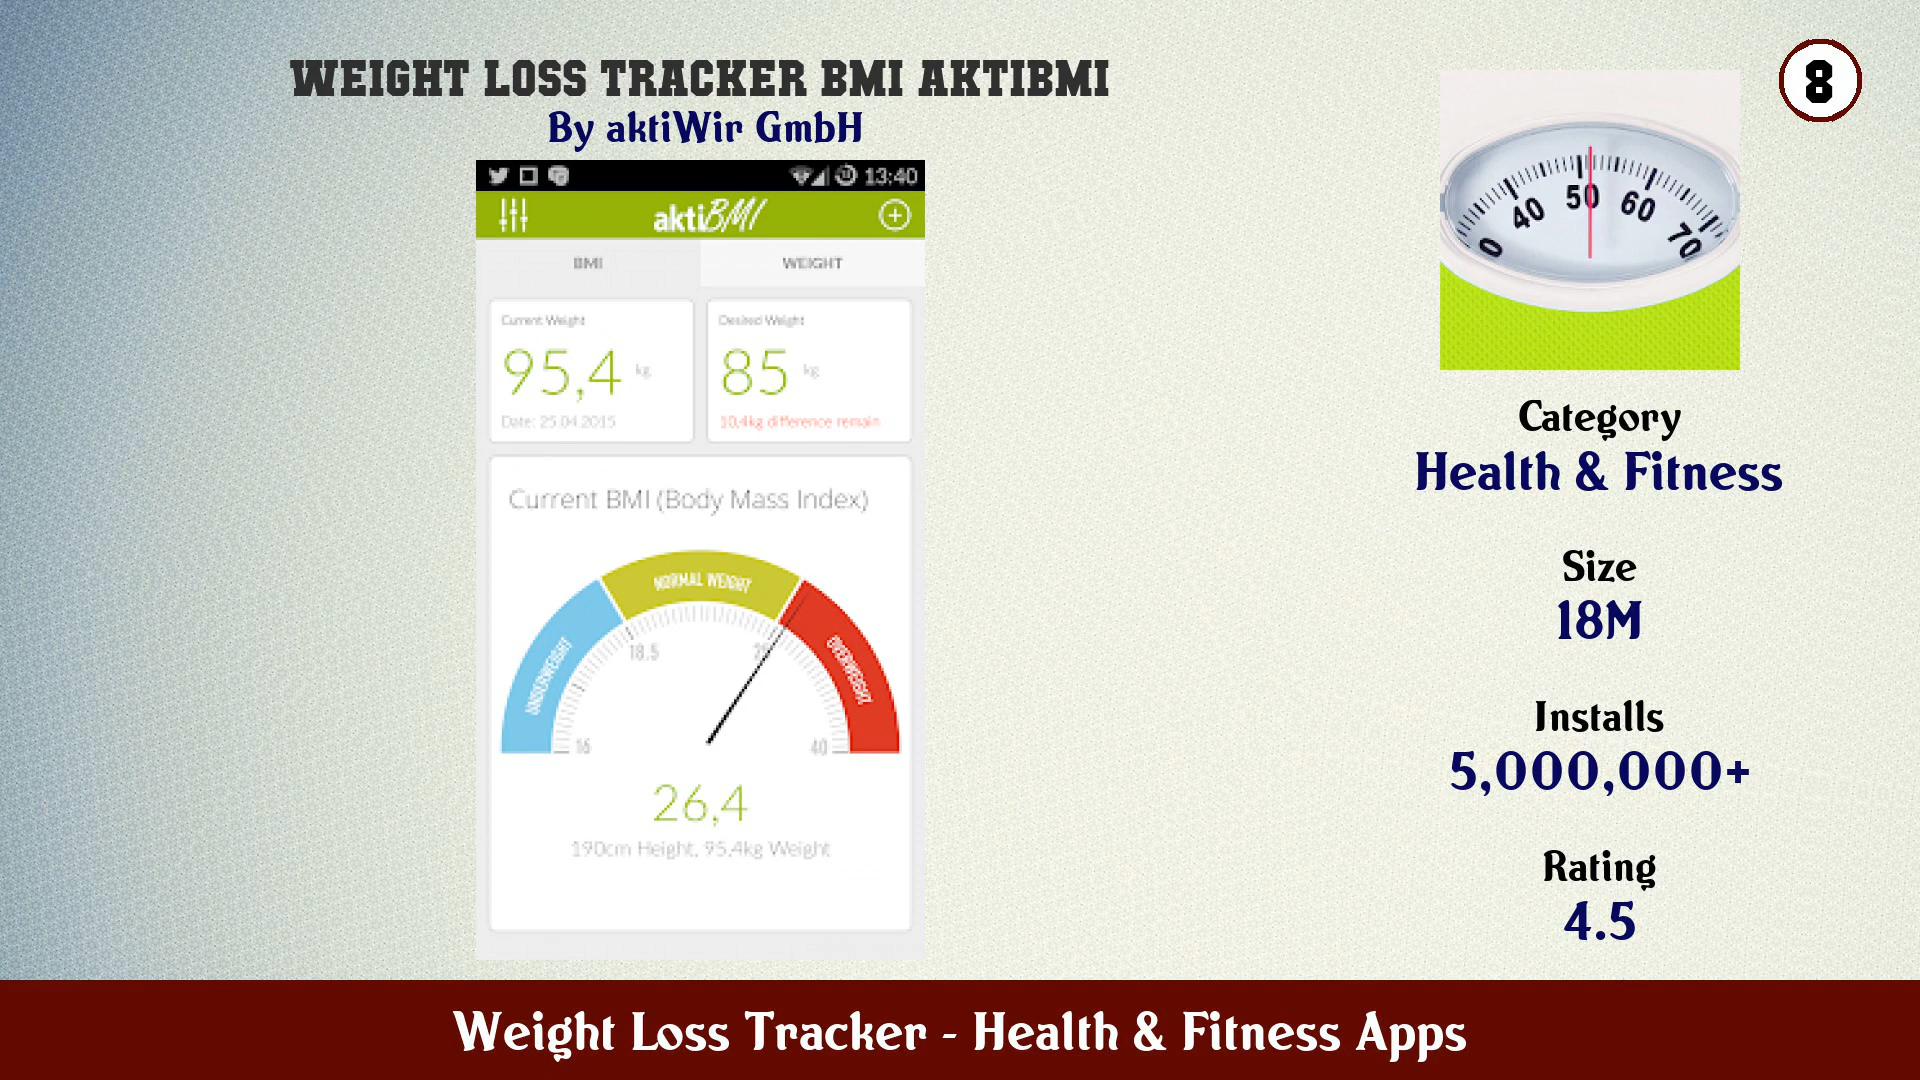 WEIGHT LOSS TRACKER BMI AKTIBMI
By aktiWir GmbH
8
13:40
aktiBMI
BMI
WEIGHT
Current Weight
95,4 kg
Date: 25.04.2015
Desired Weight
85 kg
10,4kg difference remain
Current BMI (Body Mass Index)
UNDERWEIGHT
NORMAL WEIGHT
OVERWEIGHT
16
18.5
25
40
26,4
190cm Height, 95,4kg Weight
0 40 50 60 70
Category
Health & Fitness
Size
18M
Installs
5,000,000+
Rating
4.5
Weight Loss Tracker - Health & Fitness Apps